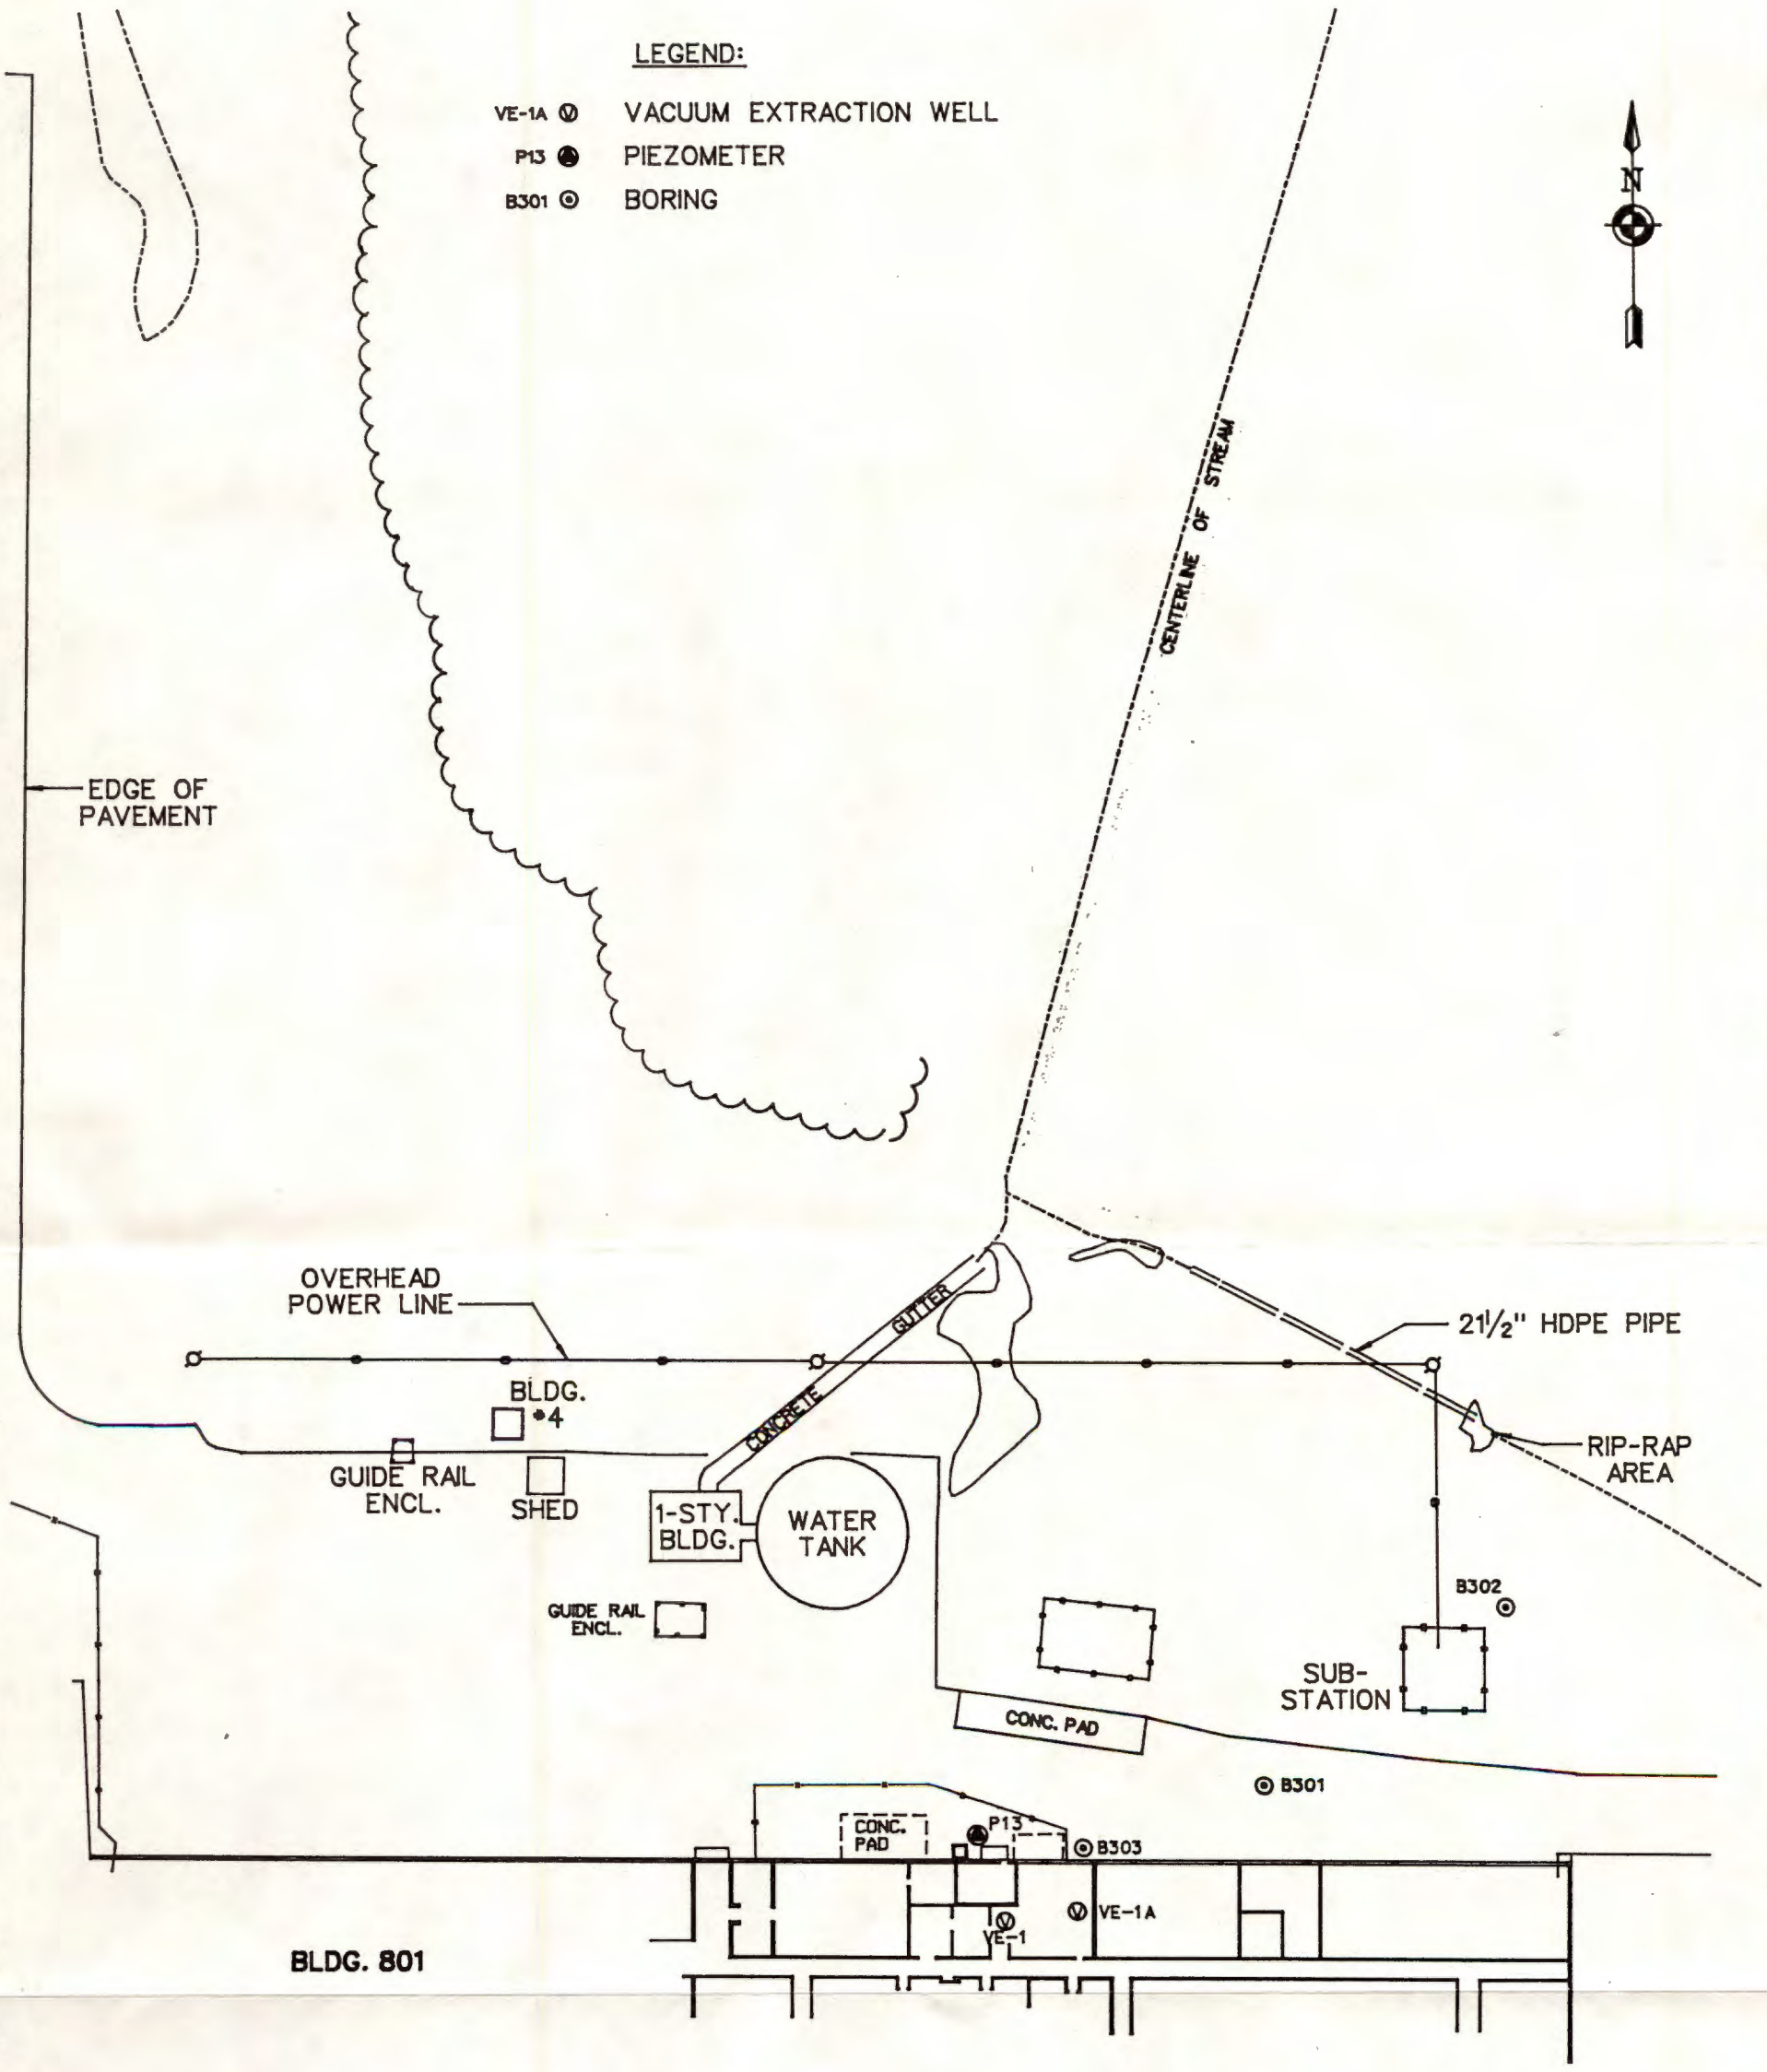 LEGEND:
VE-1A VACUUM EXTRACTION WELL
P13 PIEZOMETER
B301 BORING
N
CENTERLINE OF STREAM
EDGE OF
PAVEMENT
OVERHEAD
POWER LINE
CONCRETE GUTTER
21 1/2" HDPE PIPE
BLDG.
#4
RIP-RAP
AREA
GUIDE RAIL
ENCL.
SHED
1-STY.
BLDG.
WATER
TANK
B302
GUIDE RAIL
ENCL.
SUB-
STATION
CONC. PAD
B301
CONC.
PAD
P13
B303
VE-1A
VE-1
BLDG. 801